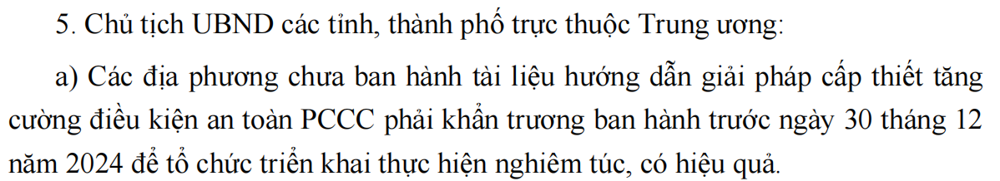 5. Chủ tịch UBND các tỉnh, thành phố trực thuộc Trung ương:
a) Các địa phương chưa ban hành tài liệu hướng dẫn giải pháp cấp thiết tăng
cường điều kiện an toàn PCCC phải khẩn trương ban hành trước ngày 30 tháng 12
năm 2024 để tổ chức triển khai thực hiện nghiêm túc, có hiệu quả.